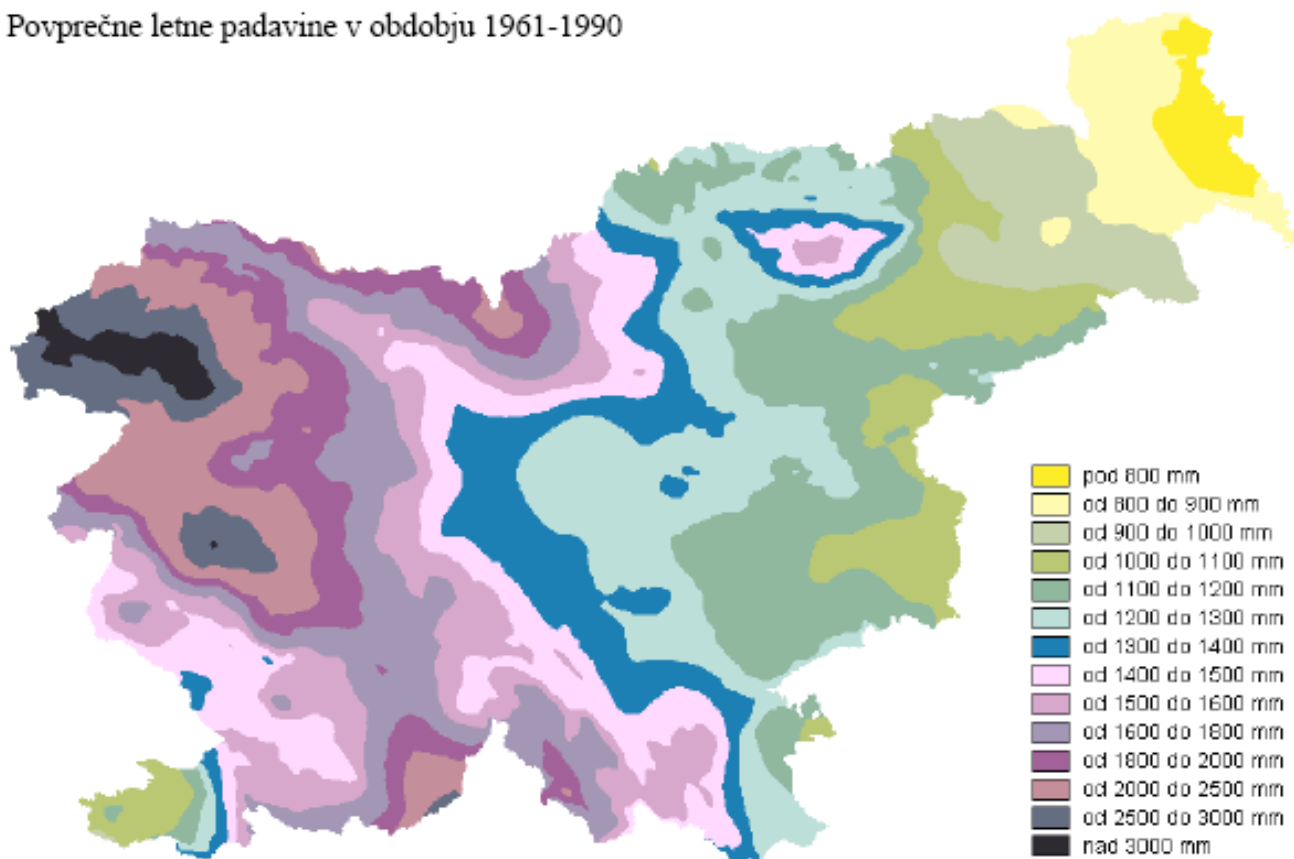 Povprečne letne padavine v obdobju 1961-1990
pod 800 mm
od 800 do 900 mm
od 900 do 1000 mm
od 1000 do 1100 mm
od 1100 do 1200 mm
od 1200 do 1300 mm
od 1300 do 1400 mm
od 1400 do 1500 mm
od 1500 do 1600 mm
od 1600 do 1800 mm
od 1800 do 2000 mm
od 2000 do 2500 mm
od 2500 do 3000 mm
nad 3000 mm